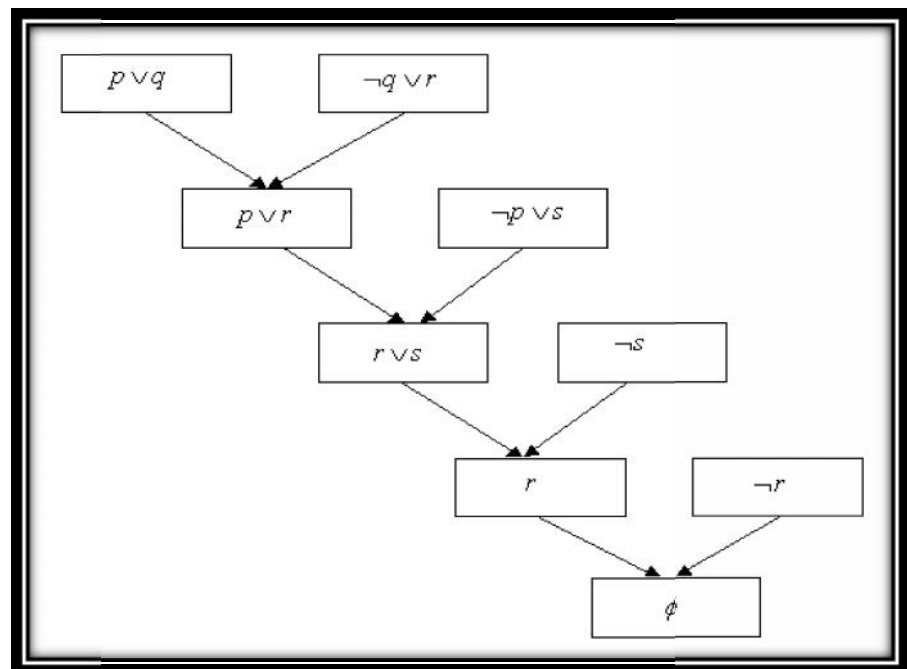 p ∨ q
¬q ∨ r
p ∨ r
¬p ∨ s
r ∨ s
¬s
r
¬r
ϕ